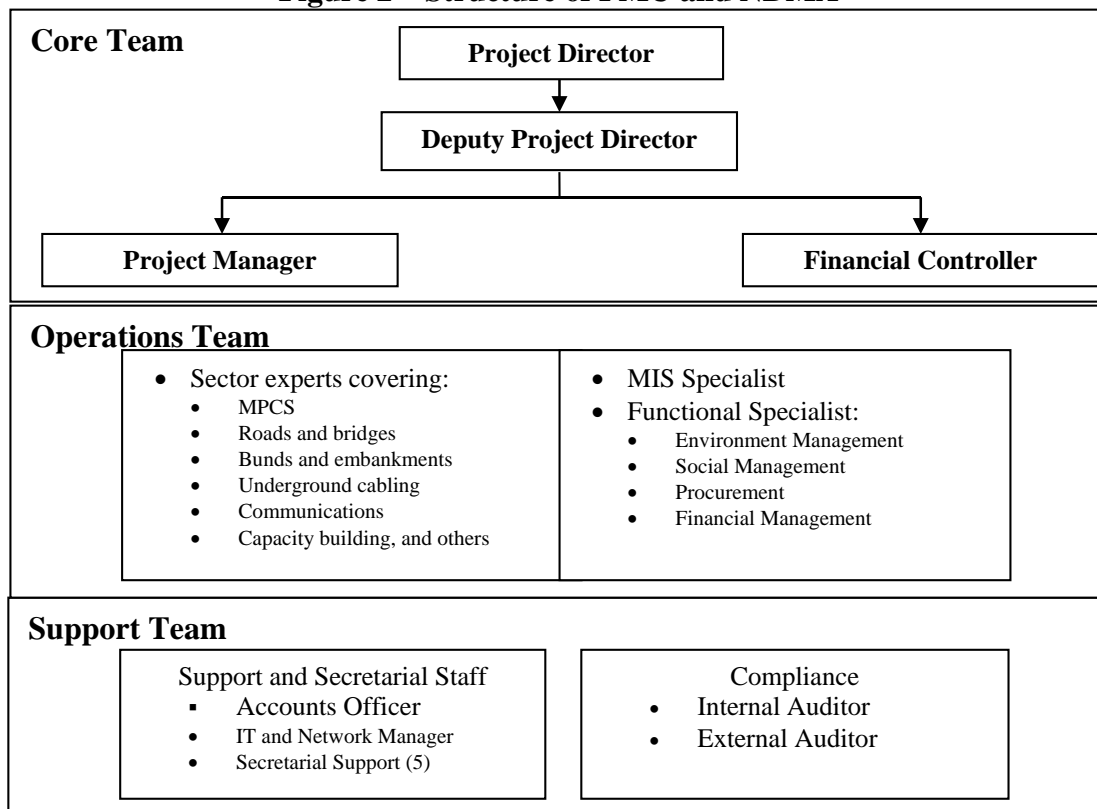 Core Team
Project Director
Deputy Project Director
Project Manager
Financial Controller
Operations Team
• Sector experts covering:
• MPCS
• Roads and bridges
• Bunds and embankments
• Underground cabling
• Communications
• Capacity building, and others
• MIS Specialist
• Functional Specialist:
• Environment Management
• Social Management
• Procurement
• Financial Management
Support Team
Support and Secretarial Staff
▪ Accounts Officer
• IT and Network Manager
• Secretarial Support (5)
Compliance
• Internal Auditor
• External Auditor